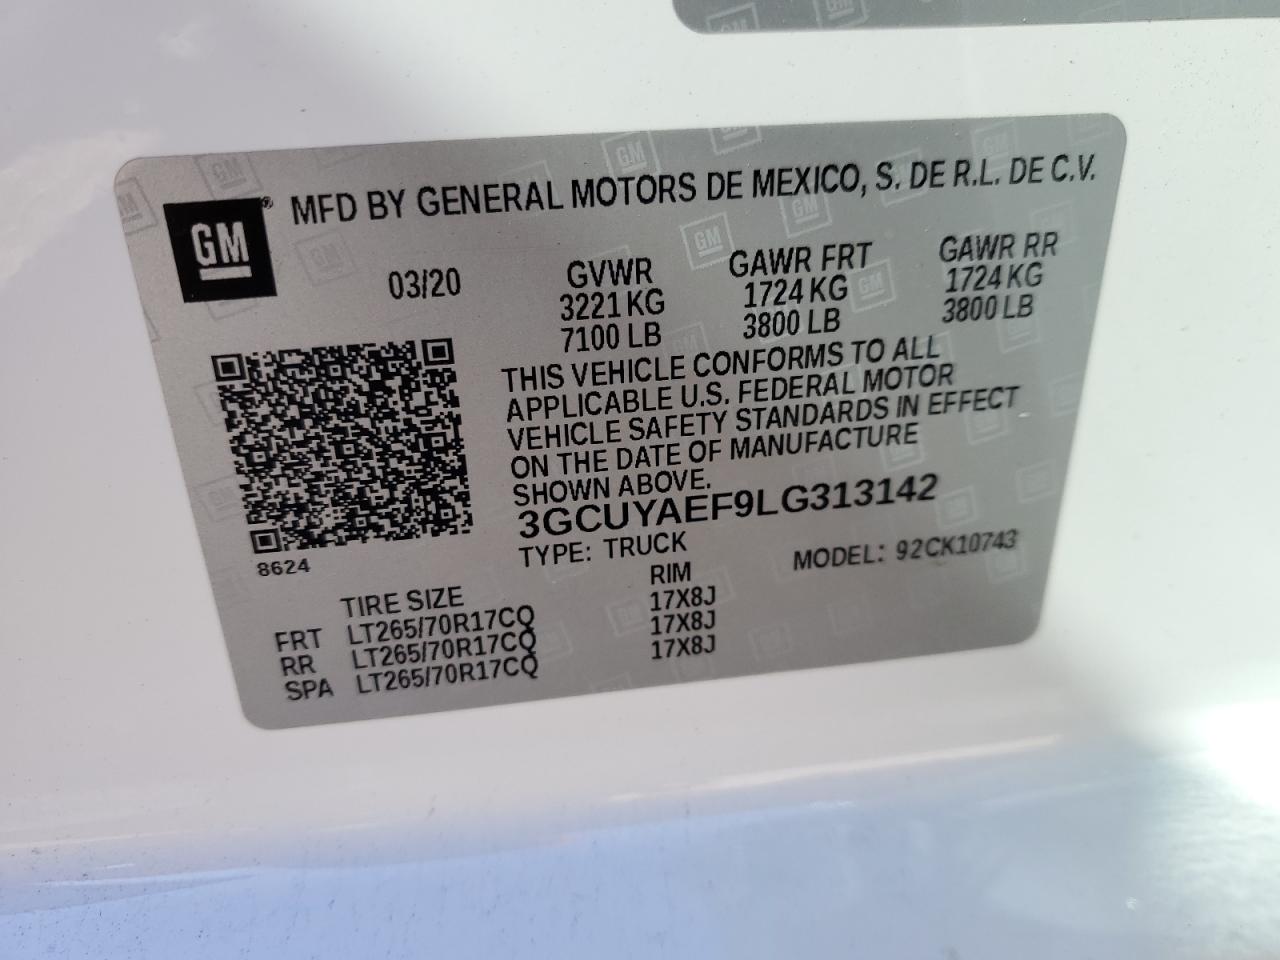 GM® MFD BY GENERAL MOTORS DE MEXICO, S. DE R.L. DE C.V.
03/20 GVWR GAWR FRT GAWR RR
3221 KG 1724 KG 1724 KG
7100 LB 3800 LB 3800 LB
THIS VEHICLE CONFORMS TO ALL
APPLICABLE U.S. FEDERAL MOTOR
VEHICLE SAFETY STANDARDS IN EFFECT
ON THE DATE OF MANUFACTURE
SHOWN ABOVE.
3GCUYAEF9LG313142
8624 TYPE: TRUCK MODEL: 92CK10743
TIRE SIZE RIM
FRT LT265/70R17CQ 17X8J
RR LT265/70R17CQ 17X8J
SPA LT265/70R17CQ 17X8J